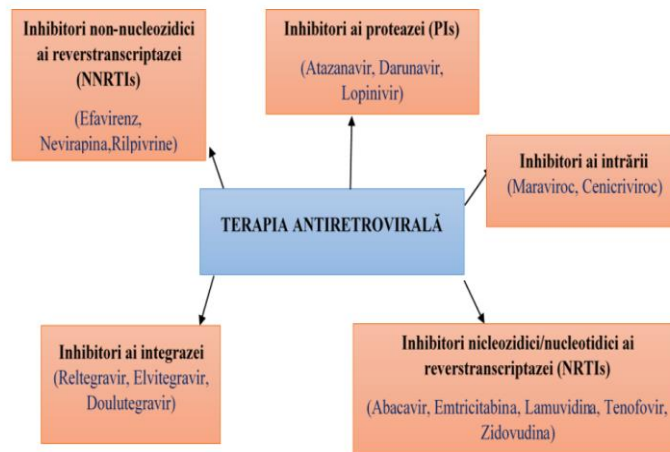 Inhibitori non-nucleozidici
ai reverstranscriptazei
(NNRTIs)
(Efavirenz,
Nevirapina,Rilpivrine)
Inhibitori ai proteazei (PIs)
(Atazanavir, Darunavir,
Lopinivir)
Inhibitori ai intrării
(Maraviroc, Cenicriviroc)
TERAPIA ANTIRETROVIRALĂ
Inhibitori ai integrazei
(Reltegravir, Elvitegravir,
Doulutegravir)
Inhibitori nicleozidici/nucleotidici ai
reverstranscriptazei (NRTIs)
(Abacavir, Emtricitabina, Lamuvidina, Tenofovir,
Zidovudina)